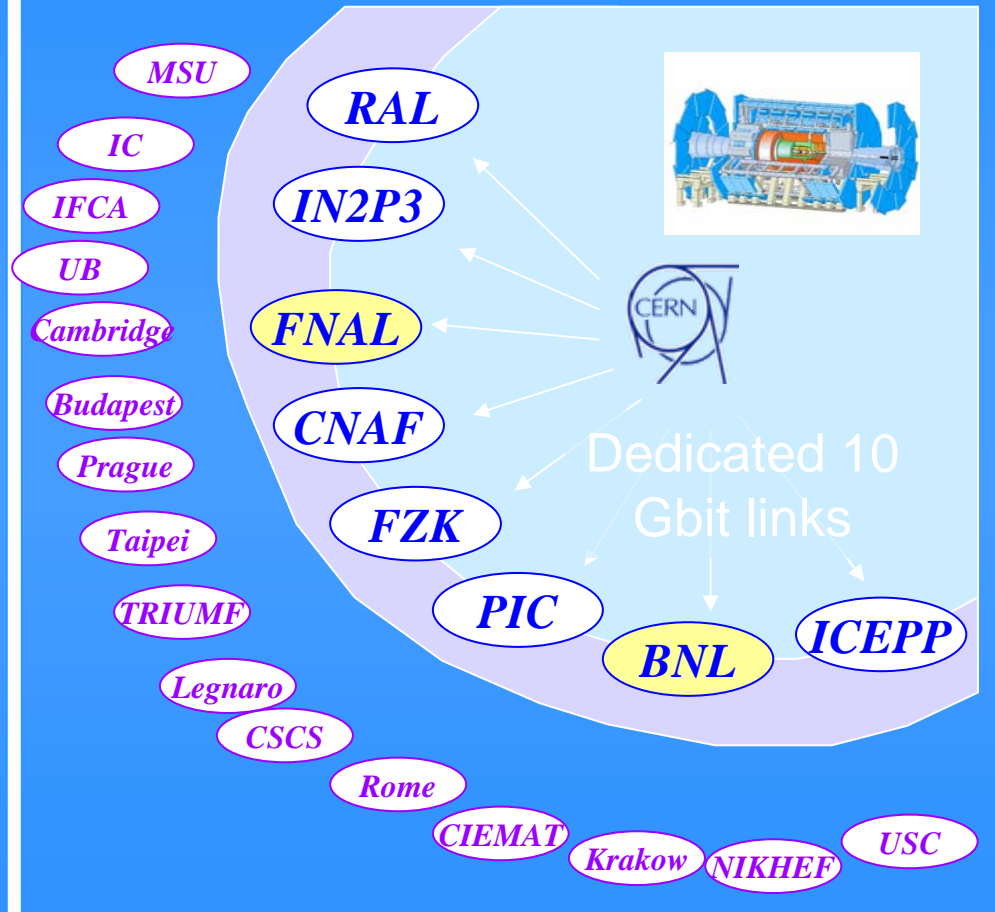 MSU
RAL
IC
IFCA
IN2P3
UB
CERN
Cambridge
FNAL
Budapest
CNAF
Prague
Dedicated 10
Gbit links
Taipei
FZK
TRIUMF
PIC
ICEPP
BNL
Legnaro
CSCS
Rome
CIEMAT
Krakow
NIKHEF
USC